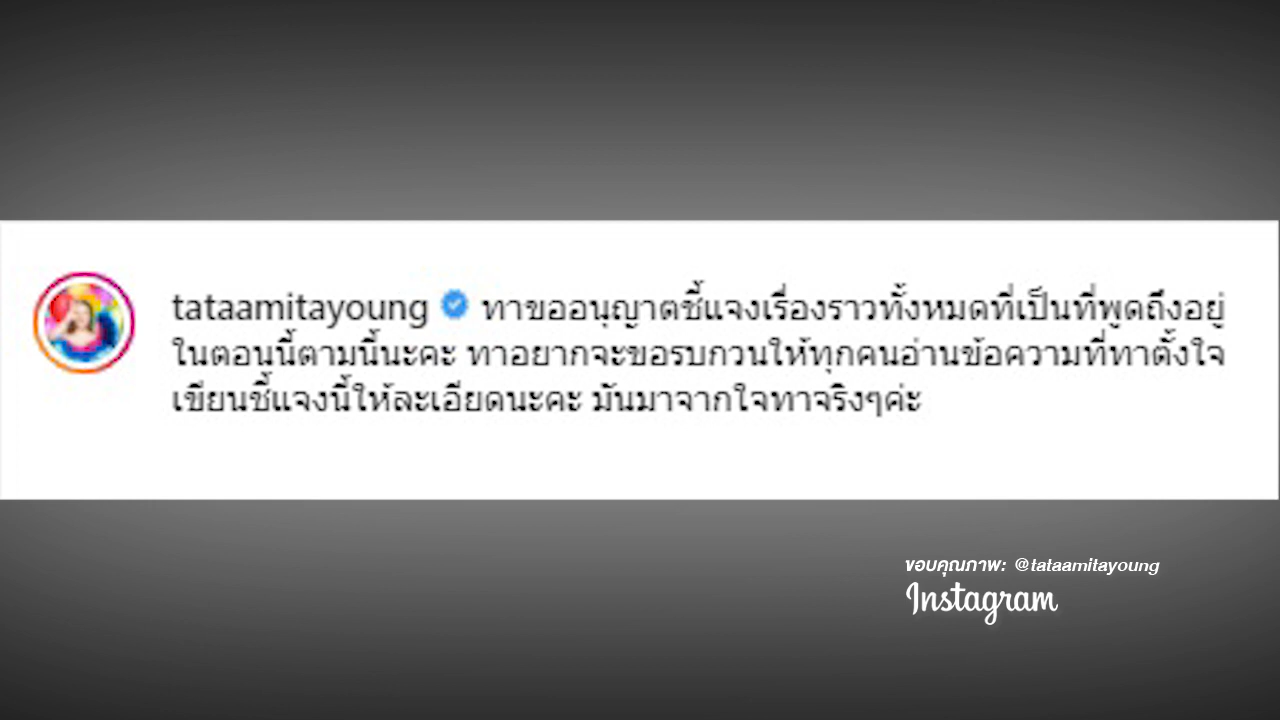 tataamitayoung ทาขออนุญาตชี้แจงเรื่องราวทั้งหมดที่เป็นที่พูดถึงอยู่
ในตอนนี้ตามนี้นะคะ ทาอยากจะขอรบกวนให้ทุกคนอ่านข้อความที่ทาตั้งใจ
เขียนชี้แจงนี้ให้ละเอียดนะคะ มันมาจากใจทาจริงๆค่ะ
ขอบคุณภาพ: @tataamitayoung
Instagram